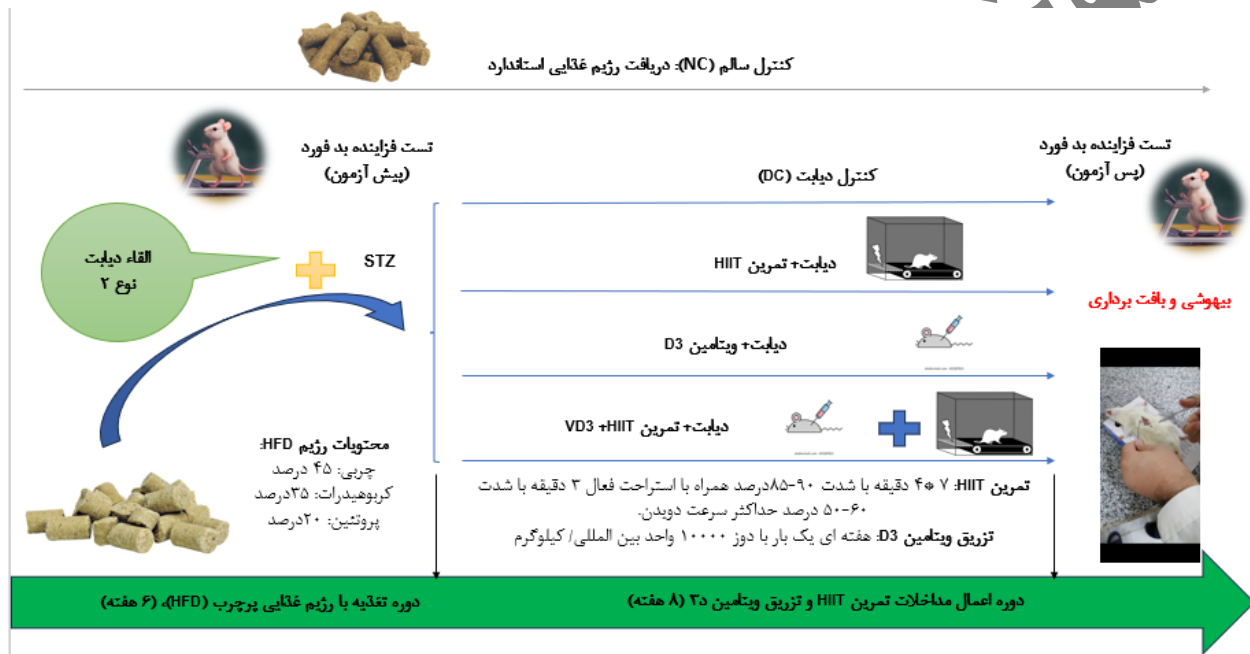 کنترل سالم (NC): دریافت رژیم غذایی استاندارد
تست فزاینده بد فورد
(پیش آزمون)
تست فزاینده بد فورد
(پس آزمون)
کنترل دیابت (DC)
القاء دیابت
نوع ۲
STZ
دیابت+ تمرین HIIT
بیهوشی و بافت برداری
دیابت+ ویتامین D3
دیابت+ تمرین VD3 +HIIT
محتویات رژیم HFD:
چربی: ۴۵ درصد
کربوهیدرات: ۳۵درصد
پروتئین: ۲۰درصد
تمرین HIIT: ۷ *۴ دقیقه با شدت ۹۰-۸۵درصد همراه با استراحت فعال ۳ دقیقه با شدت
۶۰-۵۰ درصد حداکثر سرعت دویدن.
تزریق ویتامین D3: هفته ای یک بار با دوز ۱۰۰۰۰ واحد بین المللی/ کیلوگرم
دوره تغذیه با رژیم غذایی پرچرب (HFD)، (۶ هفته)
دوره اعمال مداخلات تمرین HIIT و تزریق ویتامین د۳ (۸ هفته)